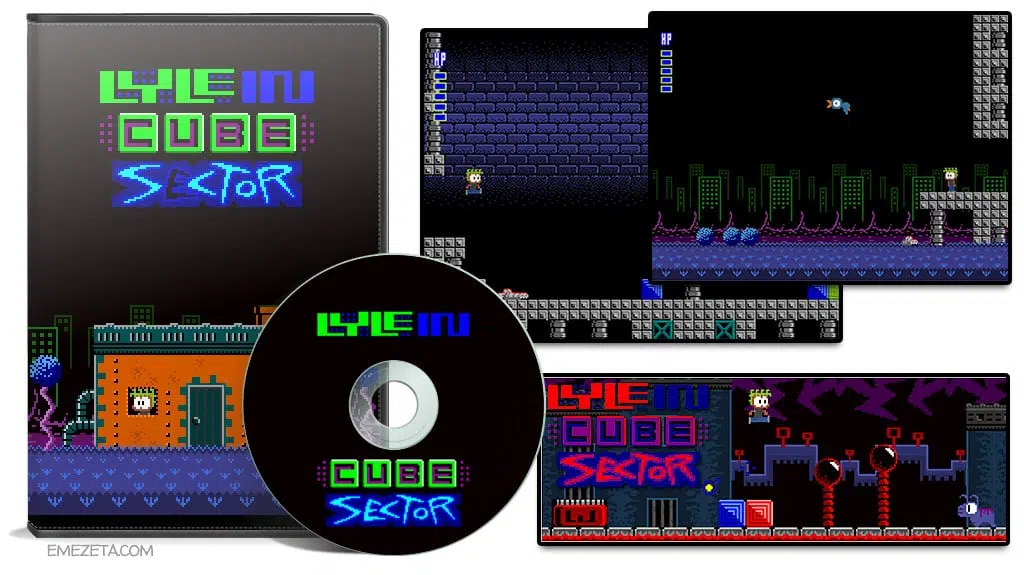 LYLE IN
CUBE
SECTOR
HP
HP
LYLE IN
CUBE
SECTOR
LYLE IN
CUBE
SECTOR
EMEZETA.COM